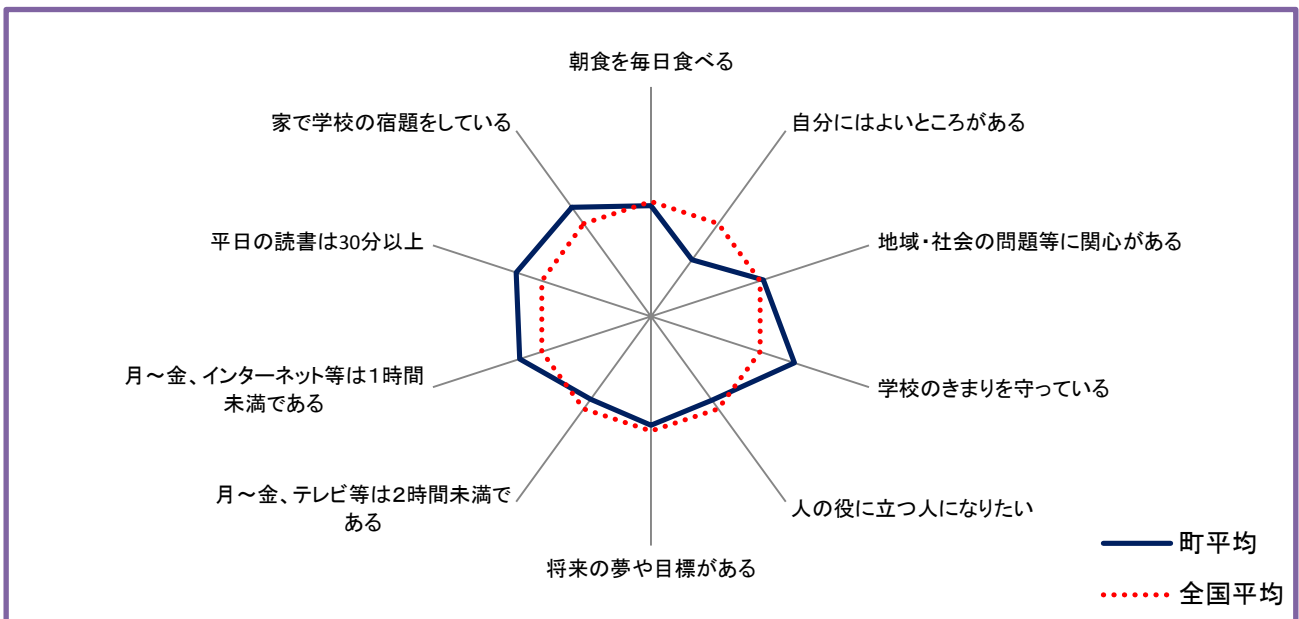 朝食を毎日食べる
家で学校の宿題をしている
自分にはよいところがある
平日の読書は30分以上
地域・社会の問題等に関心がある
月～金、インターネット等は１時間
未満である
学校のきまりを守っている
月～金、テレビ等は２時間未満で
ある
人の役に立つ人になりたい
将来の夢や目標がある
町平均
全国平均